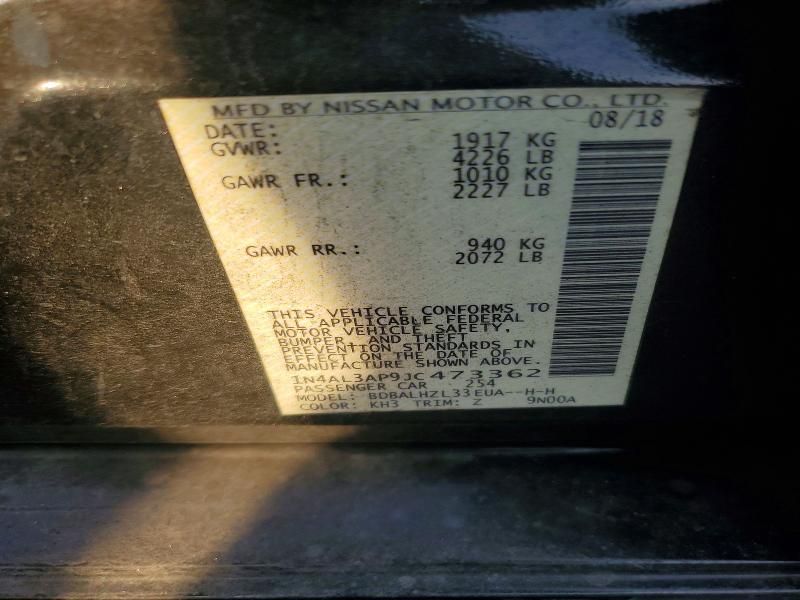 MFD BY NISSAN MOTOR CO., LTD.
DATE: 08/18
GVWR: 1917 KG
4226 LB
GAWR FR.: 1010 KG
2227 LB
GAWR RR.: 940 KG
2072 LB
THIS VEHICLE CONFORMS TO
ALL APPLICABLE FEDERAL
MOTOR VEHICLE SAFETY,
BUMPER, AND THEFT
PREVENTION STANDARDS IN
EFFECT ON THE DATE OF
MANUFACTURE SHOWN ABOVE.
1N4AL3AP9JC473362
PASSENGER CAR 254
MODEL: BDBALHZL33EUA--H-H
COLOR: KH3 TRIM: Z 9N00A